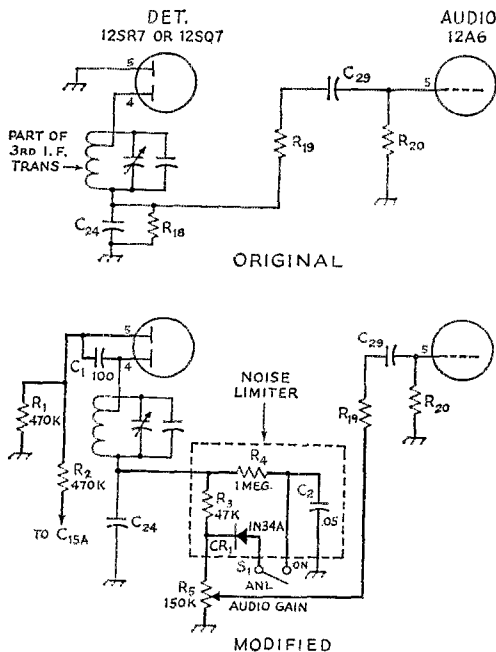 DET.
12SR7 OR 12SQ7
AUDIO
12A6
5
4
C29
5
PART OF
3RD I.F.
TRANS
R19
R20
C24
R18
ORIGINAL
5
C1 100
4
C29
5
NOISE
LIMITER
R19
R20
R1
470K
R4
1 MEG.
R2
470K
R3
47K
C2
.05
C24
1N34A
CR1
TO C15A
S1
ON
ANL
R5
150K
AUDIO GAIN
MODIFIED